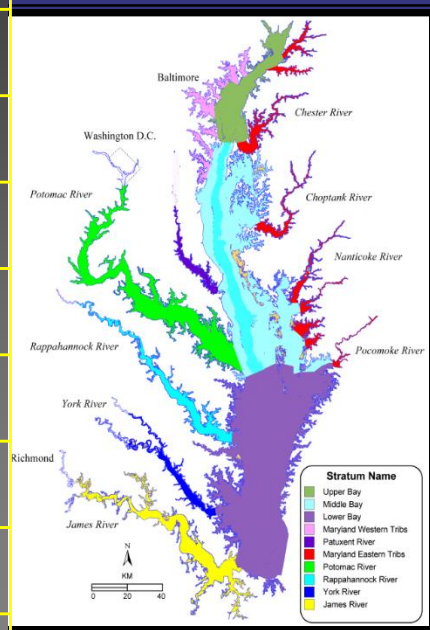 Baltimore
Chester River
Washington D.C.
Potomac River
Choptank River
Nanticoke River
Rappahannock River
Pocomoke River
York River
Richmond
James River
N
KM
0 20 40
Stratum Name
Upper Bay
Middle Bay
Lower Bay
Maryland Western Tribs
Patuxent River
Maryland Eastern Tribs
Potomac River
Rappahannock River
York River
James River